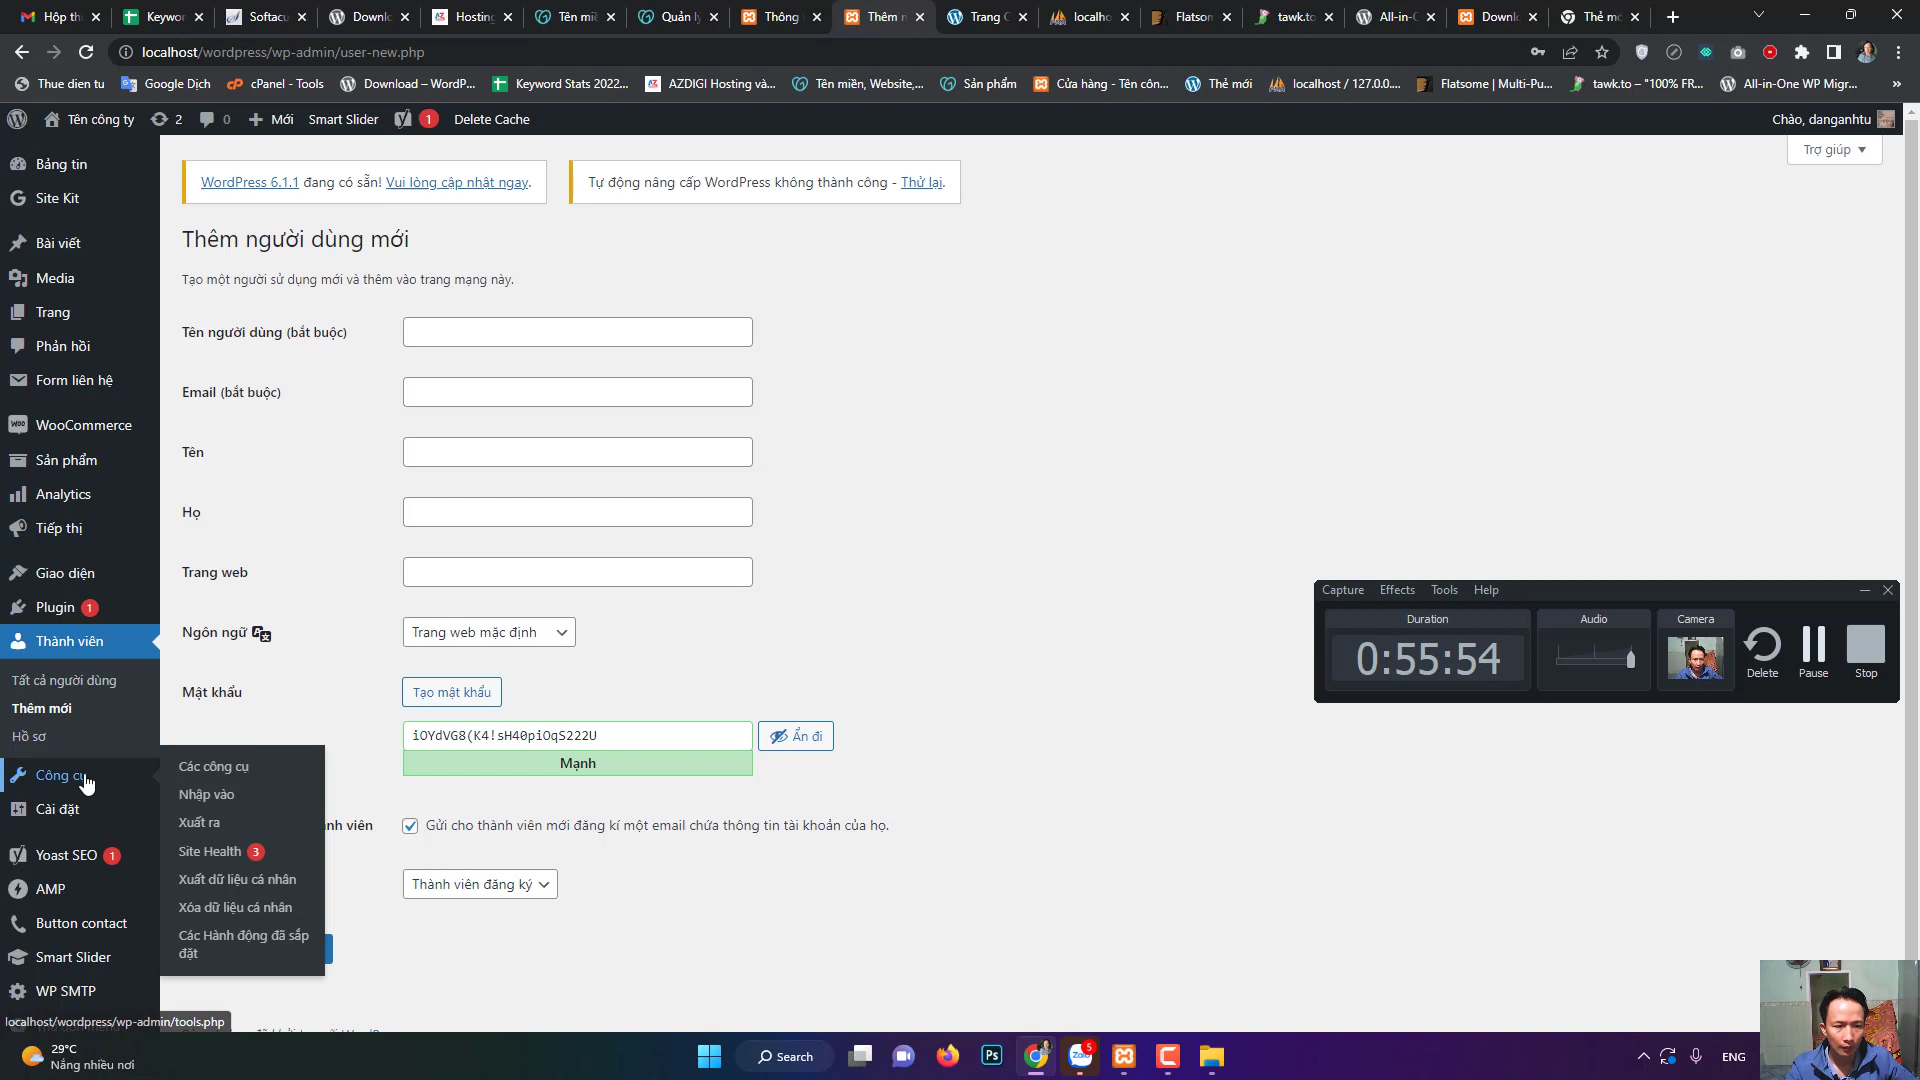 Hộp th
Keywor
Softacu
Downlo
Hosting
Tên miề
Quản lý
Thông
Thêm n
Trang C
localho
Flatsom
tawk.to
All-in-C
Downl
Thẻ mớ
localhost/wordpress/wp-admin/user-new.php
Thue dien tu
Google Dịch
cPanel - Tools
Download – WordP...
Keyword Stats 2022...
AZDIGI Hosting và...
Tên miền, Website,...
Sản phẩm
Cửa hàng - Tên côn...
Thẻ mới
localhost / 127.0.0....
Flatsome | Multi-Pu...
tawk.to – "100% FR...
All-in-One WP Migr...
»
Tên công ty
2
0
Mới
Smart Slider
1
Delete Cache
Chào, danganhtu
Trợ giúp
Bảng tin
Site Kit
Bài viết
Media
Trang
Phản hồi
Form liên hệ
WooCommerce
Sản phẩm
Analytics
Tiếp thị
Giao diện
Plugin 1
Thành viên
Tất cả người dùng
Thêm mới
Hồ sơ
Công cụ
Cài đặt
Yoast SEO 1
AMP
Button contact
Smart Slider
WP SMTP
Các công cụ
Nhập vào
Xuất ra
Site Health 3
Xuất dữ liệu cá nhân
Xóa dữ liệu cá nhân
Các Hành động đã sắp
đặt
WordPress 6.1.1 đang có sẵn! Vui lòng cập nhật ngay.
Tự động nâng cấp WordPress không thành công - Thử lại.
Thêm người dùng mới
Tạo một người sử dụng mới và thêm vào trang mạng này.
Tên người dùng (bắt buộc)
Email (bắt buộc)
Tên
Họ
Trang web
Ngôn ngữ
Trang web mặc định
Mật khẩu
Tạo mật khẩu
iOYdVG8(K4!sH40piOqS222U
Ẩn đi
Mạnh
nh viên
Gửi cho thành viên mới đăng kí một email chứa thông tin tài khoản của họ.
Thành viên đăng ký
Capture
Effects
Tools
Help
Duration
0:55:54
Audio
Camera
Delete
Pause
Stop
localhost/wordpress/wp-admin/tools.php
29°C
Nắng nhiều nơi
Search
Ps
Zalo
5
ENG